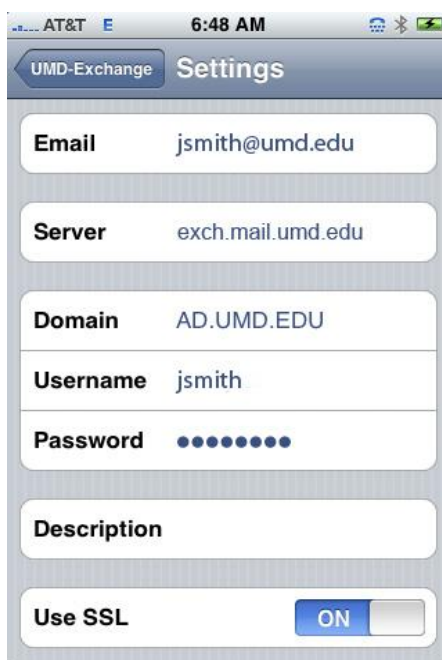 AT&T E 6:48 AM
UMD-Exchange Settings
Email jsmith@umd.edu
Server exch.mail.umd.edu
Domain AD.UMD.EDU
Username jsmith
Password ●●●●●●●●
Description
Use SSL ON